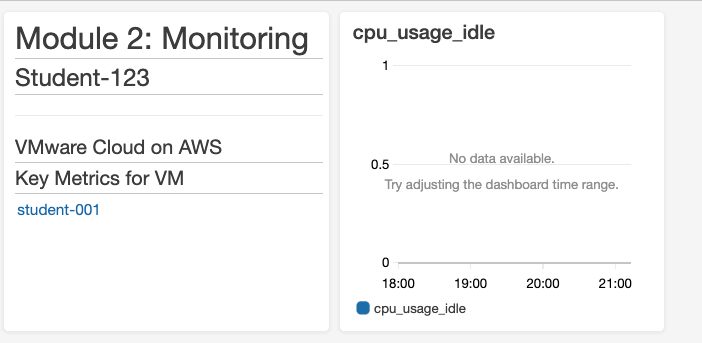 Module 2: Monitoring
Student-123
VMware Cloud on AWS
Key Metrics for VM
student-001
cpu_usage_idle
1
0.5
No data available.
Try adjusting the dashboard time range.
0
18:00 19:00 20:00 21:00
cpu_usage_idle